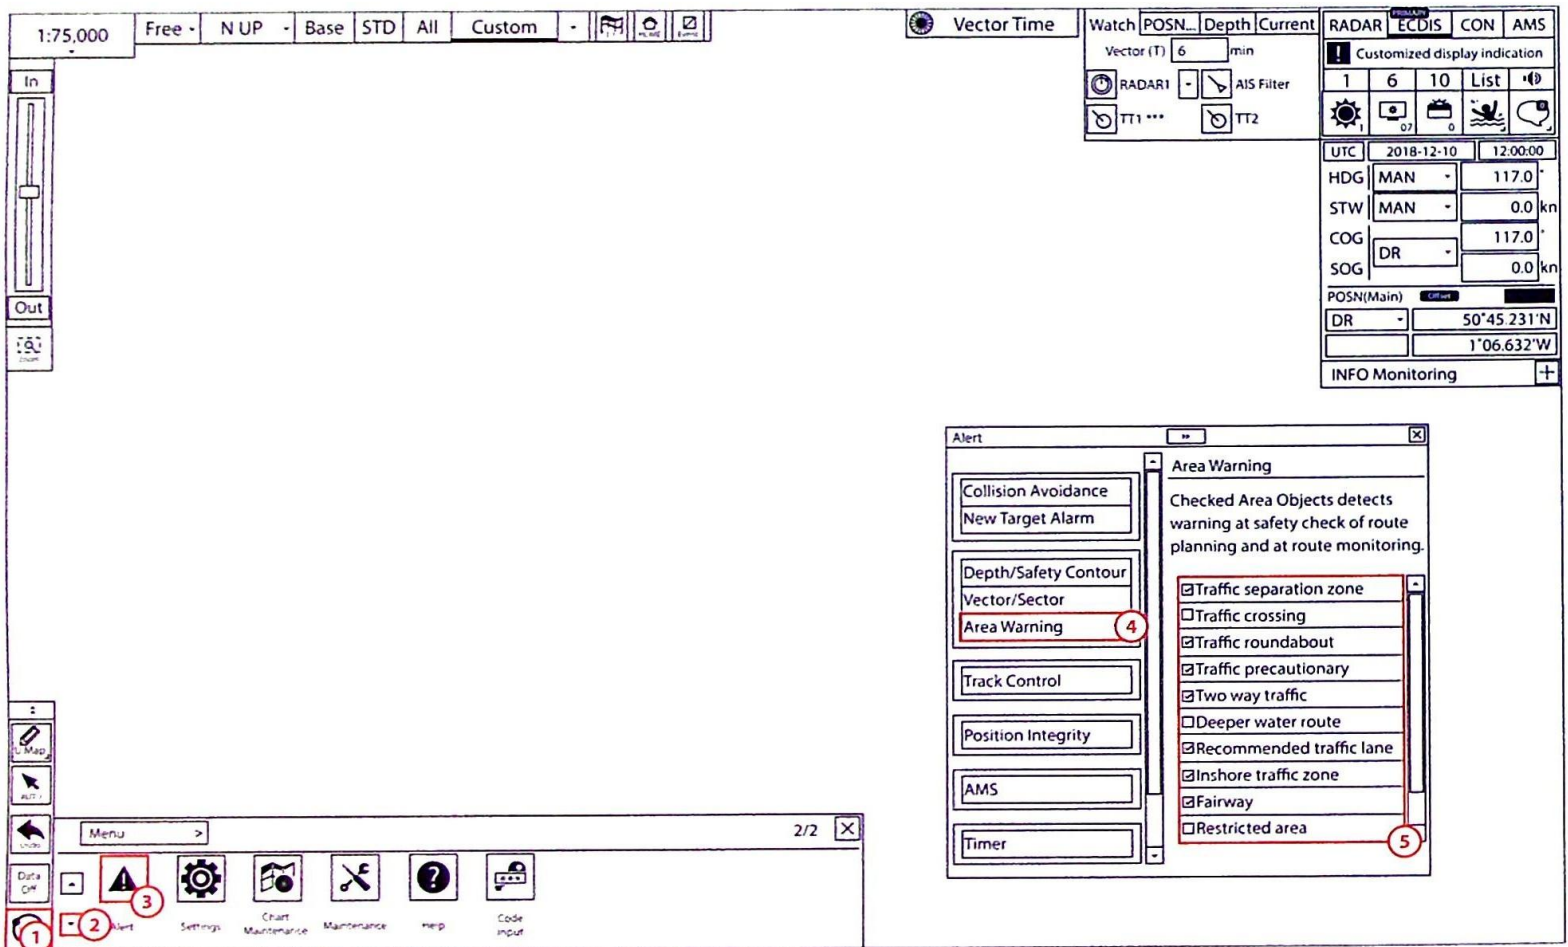 1:75,000
Free
N UP
Base
STD
All
Custom
HOME
Event
Vector Time
Watch
POSN...
Depth
Current
Vector (T) 6 min
RADAR1
AIS Filter
TT1 ***
TT2
PRIMARY
RADAR
ECDIS
CON
AMS
! Customized display indication
1
6
10
List
1
07
0
UTC
2018-12-10
12:00:00
HDG MAN 117.0 °
STW MAN 0.0 kn
COG 117.0 °
DR
SOG 0.0 kn
POSN(Main) Offset
DR 50°45.231'N
1°06.632'W
INFO Monitoring +
In
Out
Zoom
U.Map
AUTO
Undo
Data
Off
1
Menu >
2/2
2
3
Alert
Settings
Chart
Maintenance
Maintenance
Help
Code
Input
Alert
Collision Avoidance
New Target Alarm
Depth/Safety Contour
Vector/Sector
Area Warning
4
Track Control
Position Integrity
AMS
Timer
Area Warning
Checked Area Objects detects
warning at safety check of route
planning and at route monitoring.
Traffic separation zone
Traffic crossing
Traffic roundabout
Traffic precautionary
Two way traffic
Deeper water route
Recommended traffic lane
Inshore traffic zone
Fairway
Restricted area
5